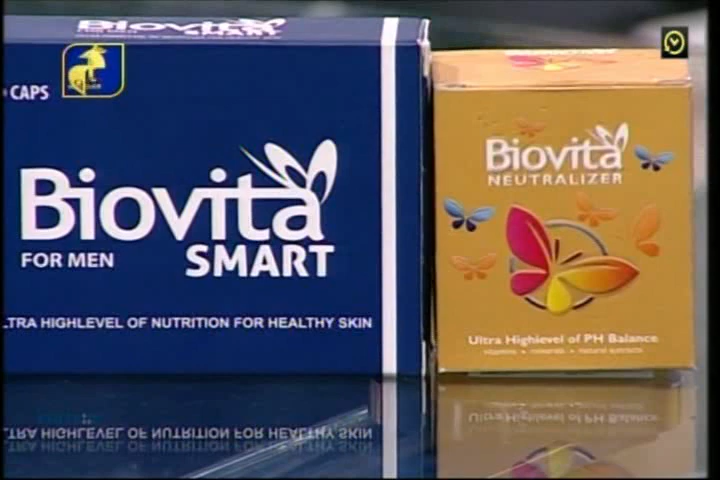 Biovita
SMART
CAPS
Biovita
FOR MEN
SMART
LTRA HIGHLEVEL OF NUTRITION FOR HEALTHY SKIN
Biovita
NEUTRALIZER
Ultra Highlevel of PH Balance
vitamins • minerals • natural extracts